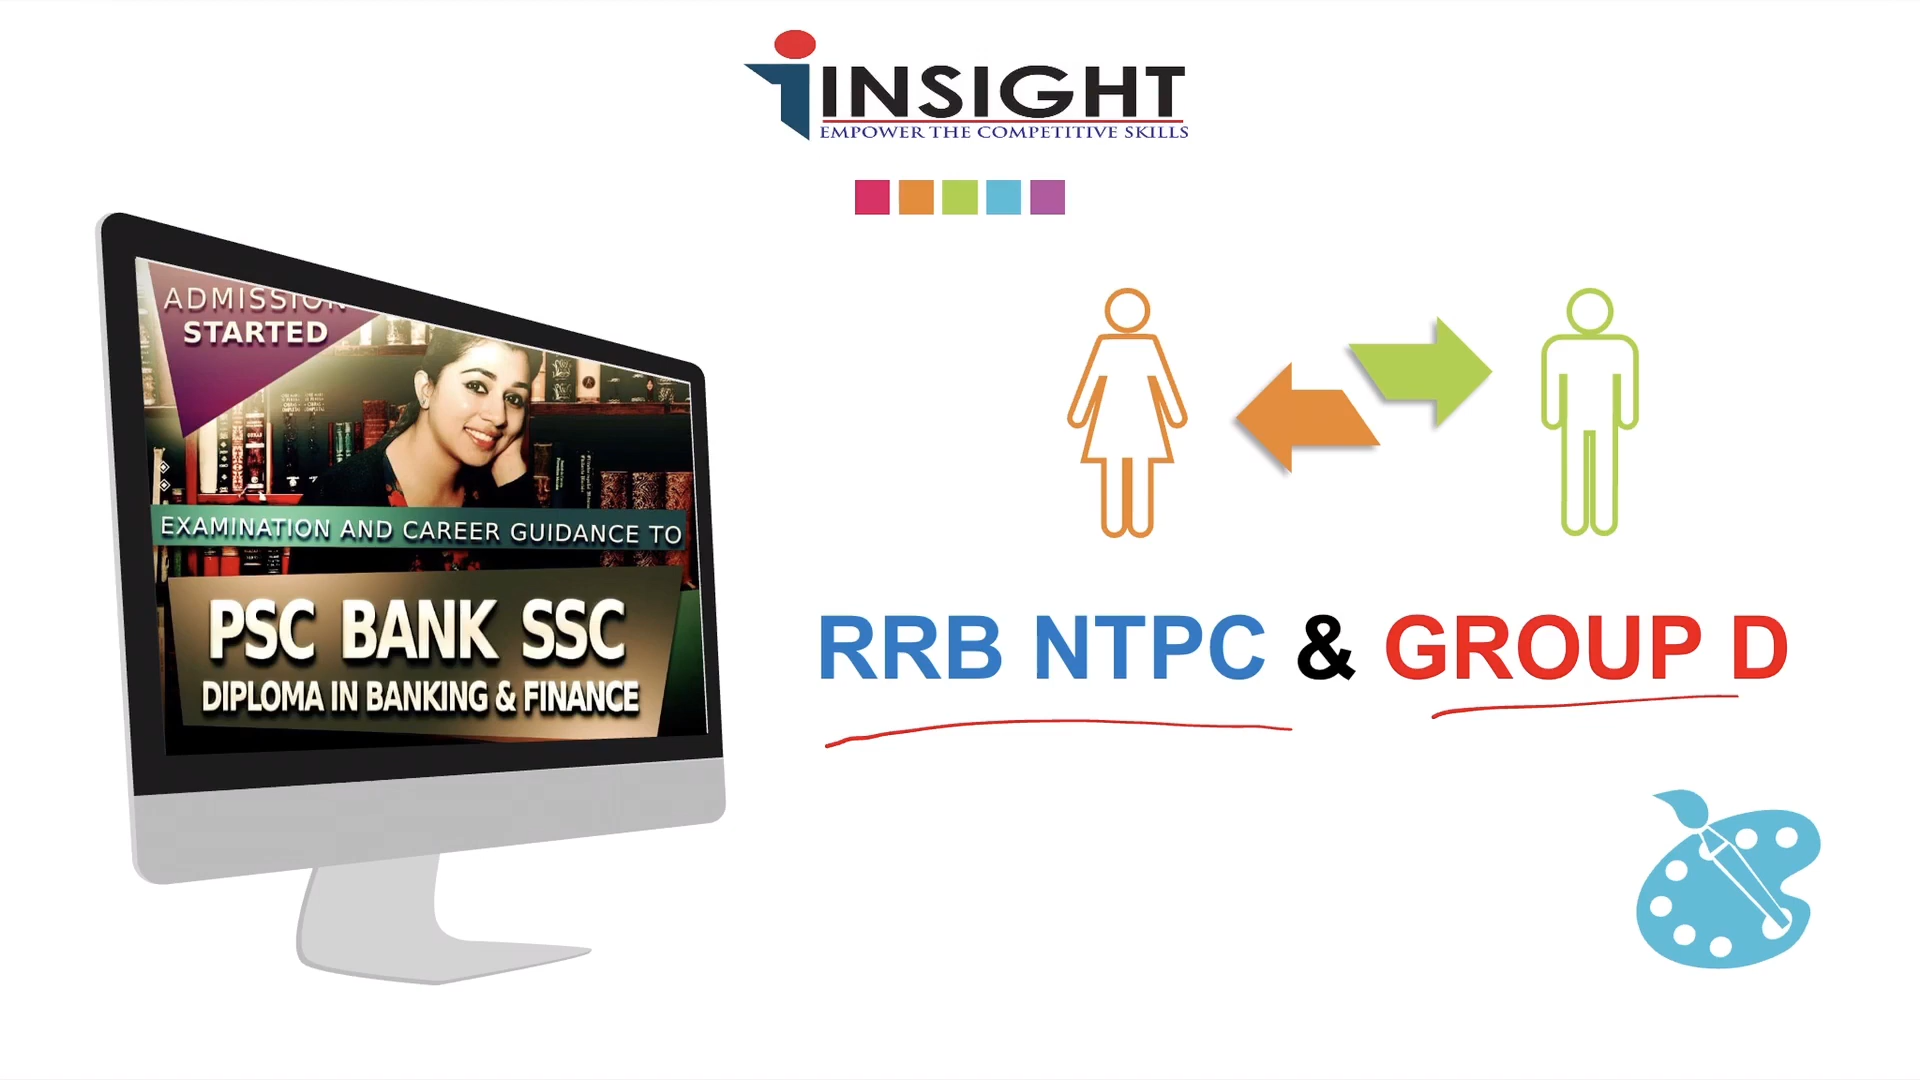 INSIGHT
EMPOWER THE COMPETITIVE SKILLS
ADMISSION
STARTED
EXAMINATION AND CAREER GUIDANCE TO
PSC BANK SSC
DIPLOMA IN BANKING & FINANCE
RRB NTPC & GROUP D